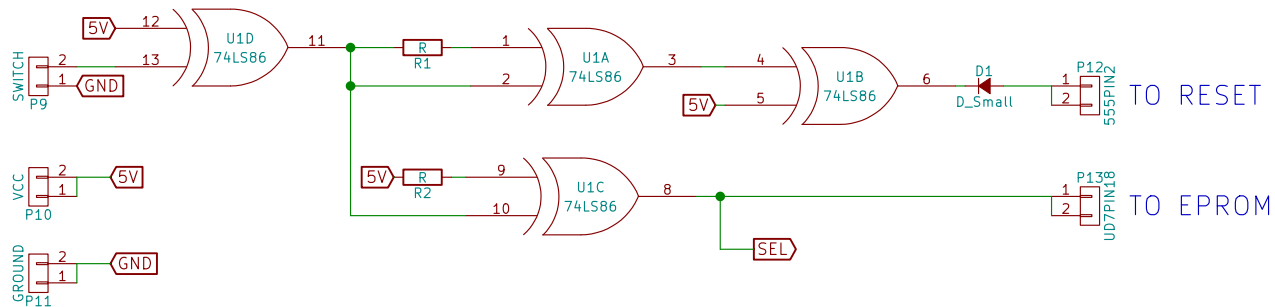 5V
12
13
U1D
74LS86
11
SWITCH
2
1
GND
P9
R
R1
1
2
U1A
74LS86
3
4
5V
5
U1B
74LS86
6
D1
D_Small
P12
1
2
555PIN2
TO RESET
VCC
2
1
5V
P10
5V
R
R2
9
10
U1C
74LS86
8
SEL
P13
1
2
UD7PIN18
TO EPROM
GROUND
2
1
GND
P11